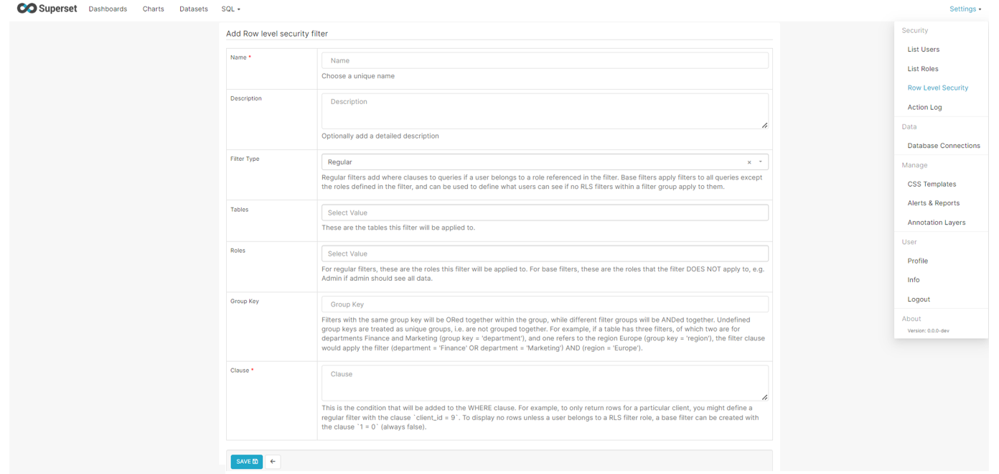 Superset Dashboards Charts Datasets SQL Settings
Add Row level security filter
Name *
Name
Choose a unique name
Description
Description
Optionally add a detailed description
Filter Type
Regular
Regular filters add where clauses to queries if a user belongs to a role referenced in the filter. Base filters apply filters to all queries except
the roles defined in the filter, and can be used to define what users can see if no RLS filters within a filter group apply to them.
Tables
Select Value
These are the tables this filter will be applied to.
Roles
Select Value
For regular filters, these are the roles this filter will be applied to. For base filters, these are the roles that the filter DOES NOT apply to, e.g.
Admin if admin should see all data.
Group Key
Group Key
Filters with the same group key will be ORed together within the group, while different filter groups will be ANDed together. Undefined
group keys are treated as unique groups, i.e. are not grouped together. For example, if a table has three filters, of which two are for
departments Finance and Marketing (group key = 'department'), and one refers to the region Europe (group key = 'region'), the filter clause
would apply the filter (department = 'Finance' OR department = 'Marketing') AND (region = 'Europe').
Clause *
Clause
This is the condition that will be added to the WHERE clause. For example, to only return rows for a particular client, you might define a
regular filter with the clause `client_id = 9`. To display no rows unless a user belongs to a RLS filter role, a base filter can be created with
the clause `1 = 0` (always false).
SAVE
Security
List Users
List Roles
Row Level Security
Action Log
Data
Database Connections
Manage
CSS Templates
Alerts & Reports
Annotation Layers
User
Profile
Info
Logout
About
Version: 0.0.0-dev